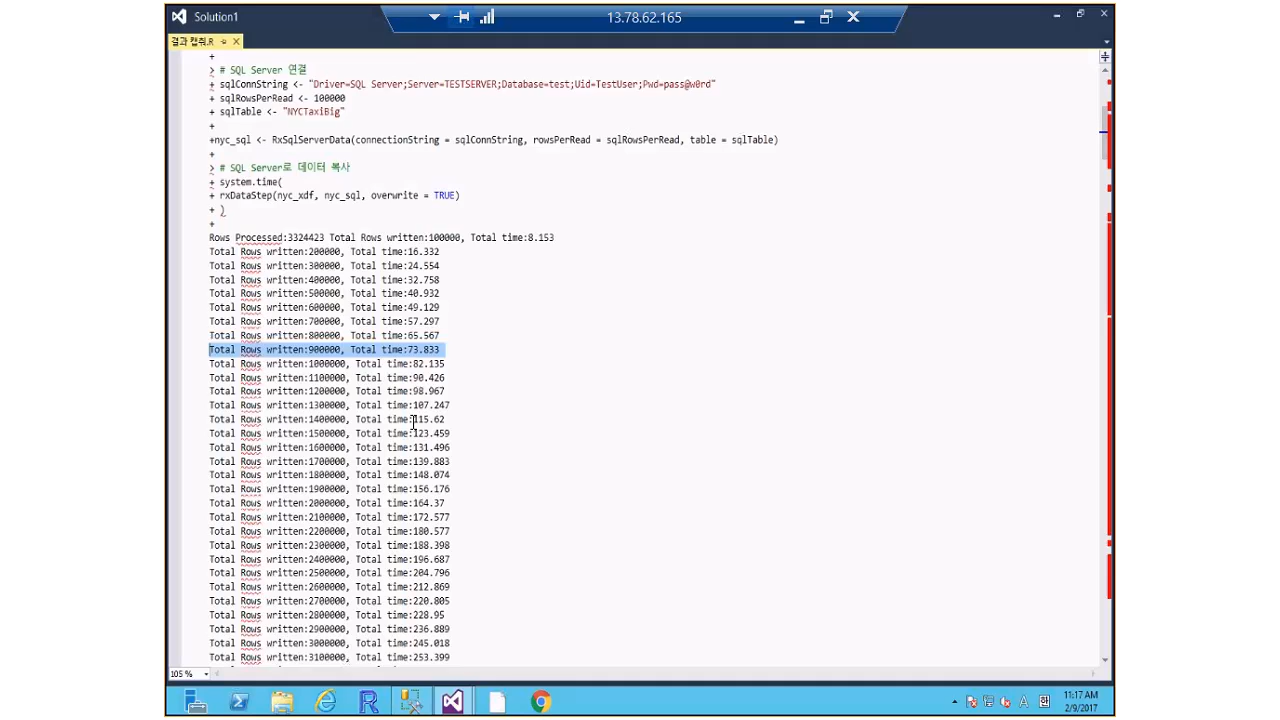 Solution1
13.78.62.165
결과 캡쳐.R
+
> # SQL Server 연결
+ sqlConnString <- "Driver=SQL Server;Server=TESTSERVER;Database=test;Uid=TestUser;Pwd=pass@w0rd"
+ sqlRowsPerRead <- 100000
+ sqlTable <- "NYCTaxiBig"
+
+nyc_sql <- RxSqlServerData(connectionString = sqlConnString, rowsPerRead = sqlRowsPerRead, table = sqlTable)
+
> # SQL Server로 데이터 복사
+ system.time(
+ rxDataStep(nyc_xdf, nyc_sql, overwrite = TRUE)
+ )
+
Rows Processed:3324423 Total Rows written:100000, Total time:8.153
Total Rows written:200000, Total time:16.332
Total Rows written:300000, Total time:24.554
Total Rows written:400000, Total time:32.758
Total Rows written:500000, Total time:40.932
Total Rows written:600000, Total time:49.129
Total Rows written:700000, Total time:57.297
Total Rows written:800000, Total time:65.567
Total Rows written:900000, Total time:73.833
Total Rows written:1000000, Total time:82.135
Total Rows written:1100000, Total time:90.426
Total Rows written:1200000, Total time:98.967
Total Rows written:1300000, Total time:107.247
Total Rows written:1400000, Total time:115.62
Total Rows written:1500000, Total time:123.459
Total Rows written:1600000, Total time:131.496
Total Rows written:1700000, Total time:139.883
Total Rows written:1800000, Total time:148.074
Total Rows written:1900000, Total time:156.176
Total Rows written:2000000, Total time:164.37
Total Rows written:2100000, Total time:172.577
Total Rows written:2200000, Total time:180.577
Total Rows written:2300000, Total time:188.398
Total Rows written:2400000, Total time:196.687
Total Rows written:2500000, Total time:204.796
Total Rows written:2600000, Total time:212.869
Total Rows written:2700000, Total time:220.805
Total Rows written:2800000, Total time:228.95
Total Rows written:2900000, Total time:236.889
Total Rows written:3000000, Total time:245.018
Total Rows written:3100000, Total time:253.399
105 %
A 한 11:17 AM
2/9/2017